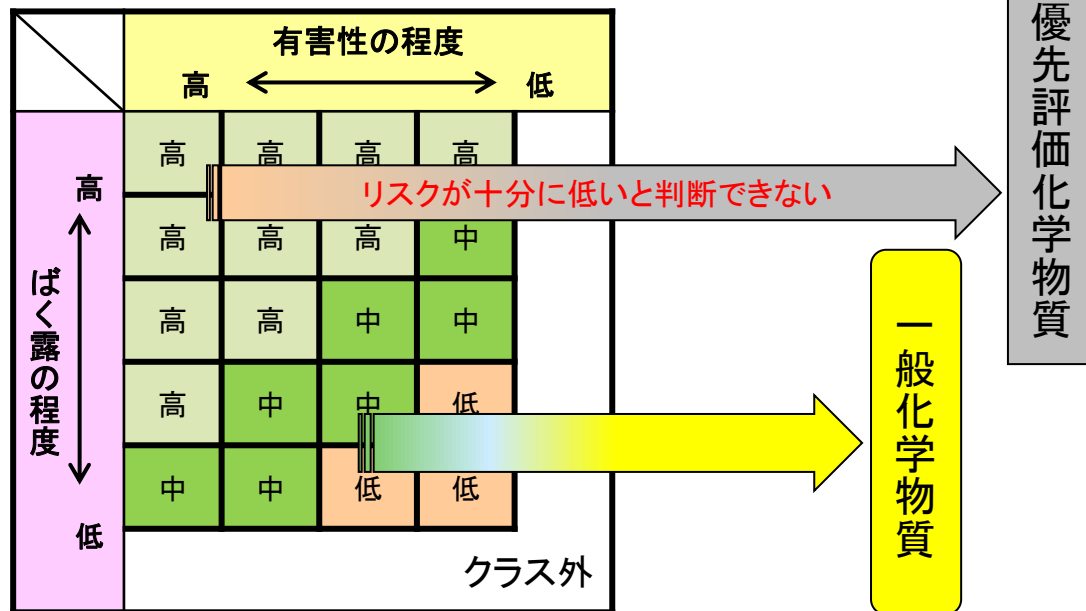 有害性の程度
高 低
高 高 高 高
リスクが十分に低いと判断できない
高 高 高 中
高 高 中 中
高 中 中 低
中 中 低 低
クラス外
高
ばく露の程度
低
優先評価化学物質
一般化学物質